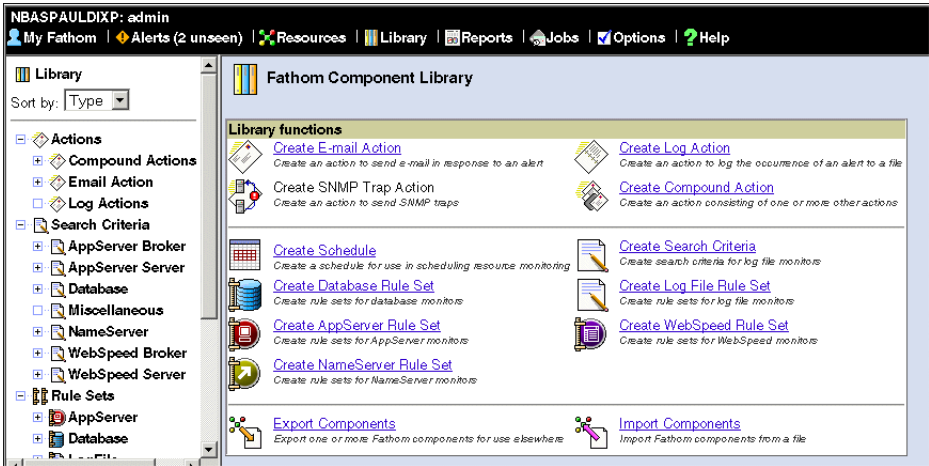 NBASPAULDIXP: admin
My Fathom | Alerts (2 unseen) | Resources | Library | Reports | Jobs | Options | Help
Library
Sort by: Type
Actions
Compound Actions
Email Action
Log Actions
Search Criteria
AppServer Broker
AppServer Server
Database
Miscellaneous
NameServer
WebSpeed Broker
WebSpeed Server
Rule Sets
AppServer
Database
LogFile
Fathom Component Library
Library functions
Create E-mail Action
Create an action to send e-mail in response to an alert
Create Log Action
Create an action to log the occurrence of an alert to a file
Create SNMP Trap Action
Create an action to send SNMP traps
Create Compound Action
Create an action consisting of one or more other actions
Create Schedule
Create a schedule for use in scheduling resource monitoring
Create Search Criteria
Create search criteria for log file monitors
Create Database Rule Set
Create rule sets for database monitors
Create Log File Rule Set
Create rule sets for log file monitors
Create AppServer Rule Set
Create rule sets for AppServer monitors
Create WebSpeed Rule Set
Create rule sets for WebSpeed monitors
Create NameServer Rule Set
Create rule sets for NameServer monitors
Export Components
Export one or more Fathom components for use elsewhere
Import Components
Import Fathom components from a file